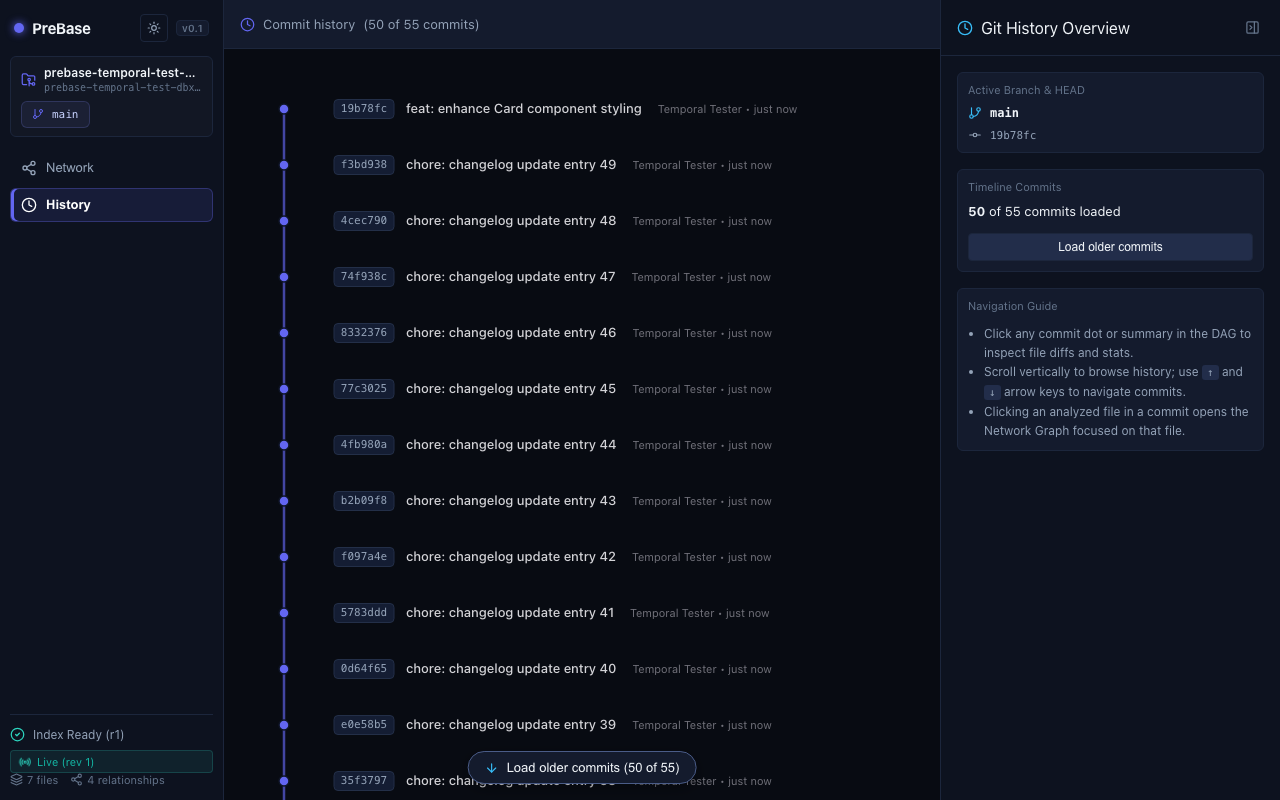 PreBase
v0.1
prebase-temporal-test-...
prebase-temporal-test-dbx...
main
Network
History
Index Ready (r1)
Live (rev 1)
7 files 4 relationships
Commit history (50 of 55 commits)
19b78fc feat: enhance Card component styling Temporal Tester • just now
f3bd938 chore: changelog update entry 49 Temporal Tester • just now
4cec790 chore: changelog update entry 48 Temporal Tester • just now
74f938c chore: changelog update entry 47 Temporal Tester • just now
8332376 chore: changelog update entry 46 Temporal Tester • just now
77c3025 chore: changelog update entry 45 Temporal Tester • just now
4fb980a chore: changelog update entry 44 Temporal Tester • just now
b2b09f8 chore: changelog update entry 43 Temporal Tester • just now
f097a4e chore: changelog update entry 42 Temporal Tester • just now
5783ddd chore: changelog update entry 41 Temporal Tester • just now
0d64f65 chore: changelog update entry 40 Temporal Tester • just now
e0e58b5 chore: changelog update entry 39 Temporal Tester • just now
35f3797 chore: just now
Load older commits (50 of 55)
Git History Overview
Active Branch & HEAD
main
19b78fc
Timeline Commits
50 of 55 commits loaded
Load older commits
Navigation Guide
• Click any commit dot or summary in the DAG to
inspect file diffs and stats.
• Scroll vertically to browse history; use ↑ and
↓ arrow keys to navigate commits.
• Clicking an analyzed file in a commit opens the
Network Graph focused on that file.